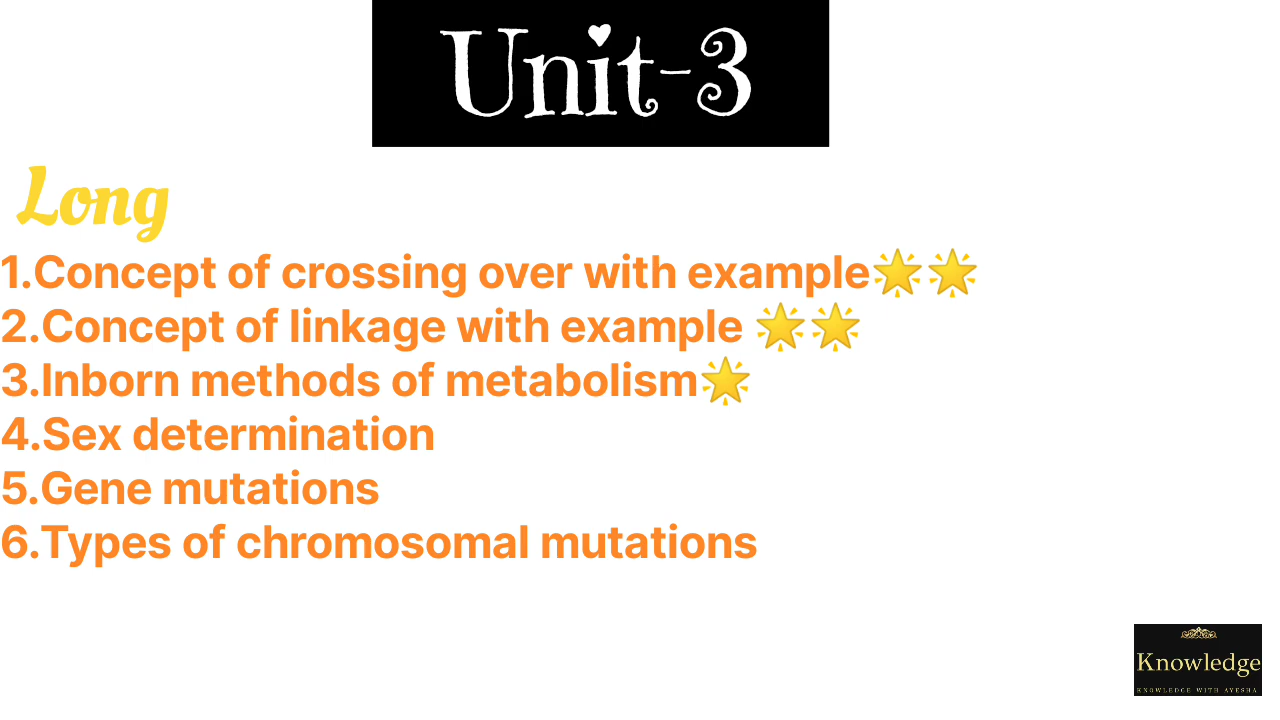 Unit-3
Long
1.Concept of crossing over with example🌟🌟
2.Concept of linkage with example 🌟🌟
3.Inborn methods of metabolism🌟
4.Sex determination
5.Gene mutations
6.Types of chromosomal mutations
Knowledge
KNOWLEDGE WITH AYESHA